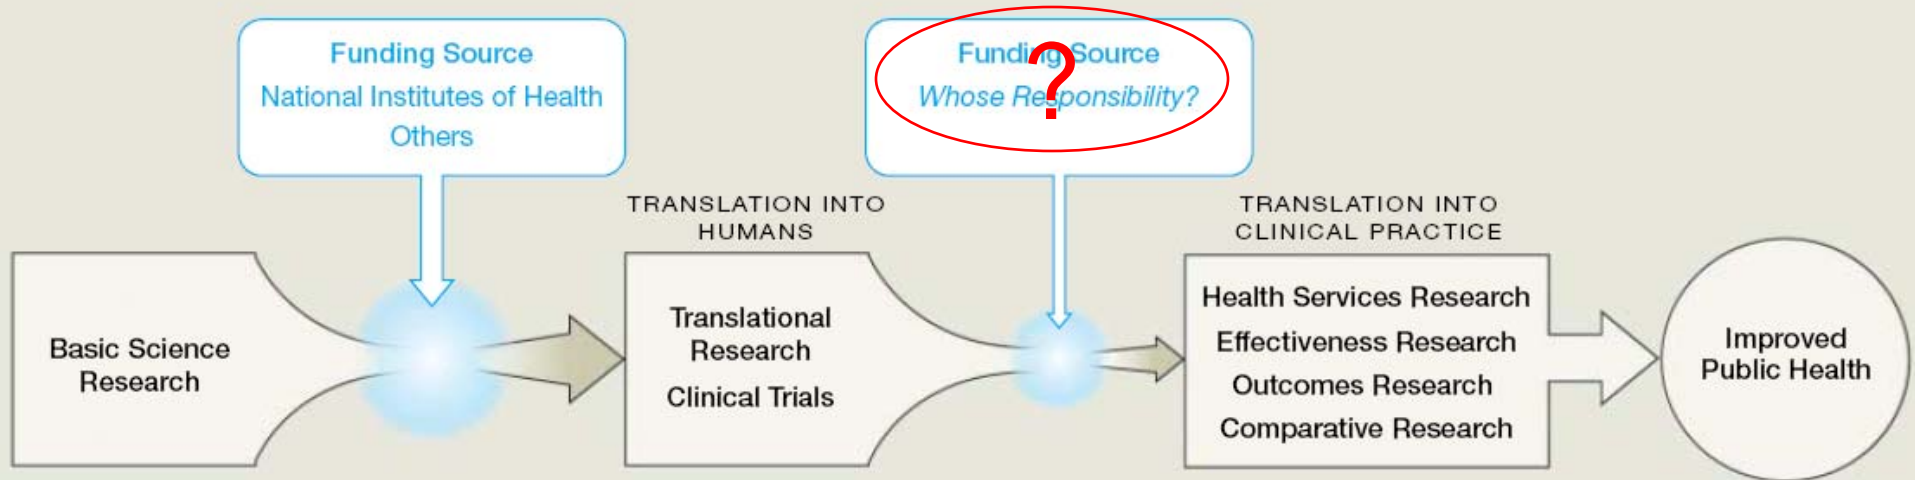 Funding Source
National Institutes of Health
Others
Funding Source
Whose Responsibility?
?
TRANSLATION INTO
HUMANS
TRANSLATION INTO
CLINICAL PRACTICE
Basic Science
Research
Translational
Research
Clinical Trials
Health Services Research
Effectiveness Research
Outcomes Research
Comparative Research
Improved
Public Health